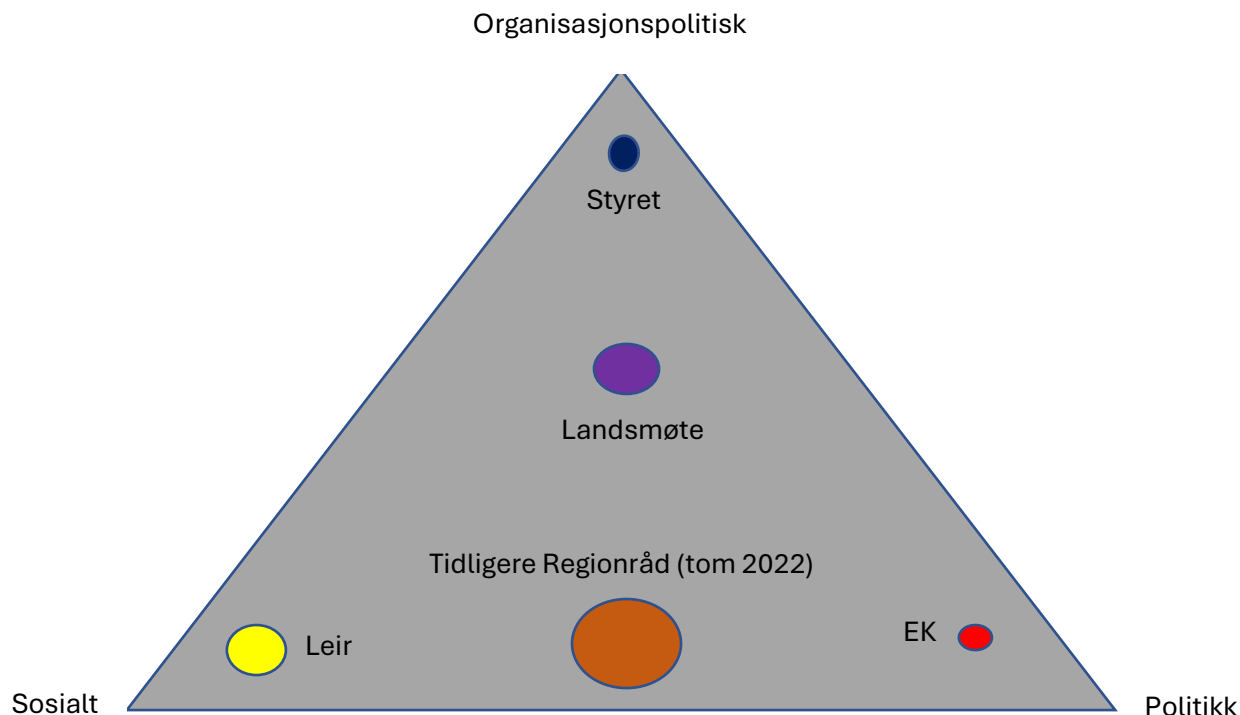 Organisasjonspolitisk
Styret
Landsmøte
Tidligere Regionråd (tom 2022)
Leir
EK
Sosialt
Politikk